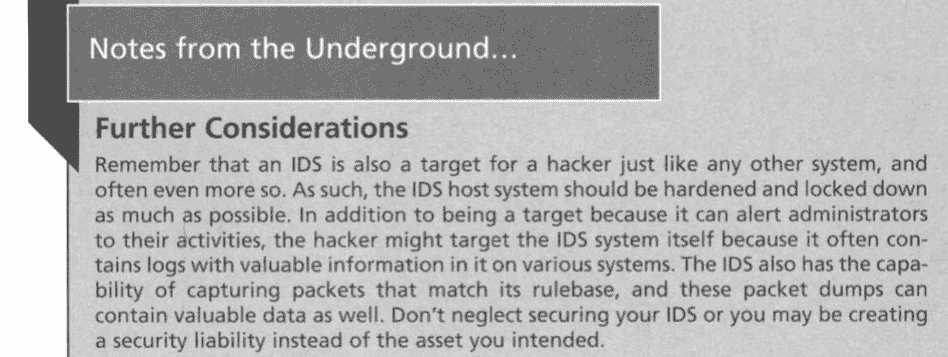 Notes from the Underground...
Further Considerations
Remember that an IDS is also a target for a hacker just like any other system, and
often even more so. As such, the IDS host system should be hardened and locked down
as much as possible. In addition to being a target because it can alert administrators
to their activities, the hacker might target the IDS system itself because it often con-
tains logs with valuable information in it on various systems. The IDS also has the capa-
bility of capturing packets that match its rulebase, and these packet dumps can
contain valuable data as well. Don't neglect securing your IDS or you may be creating
a security liability instead of the asset you intended.